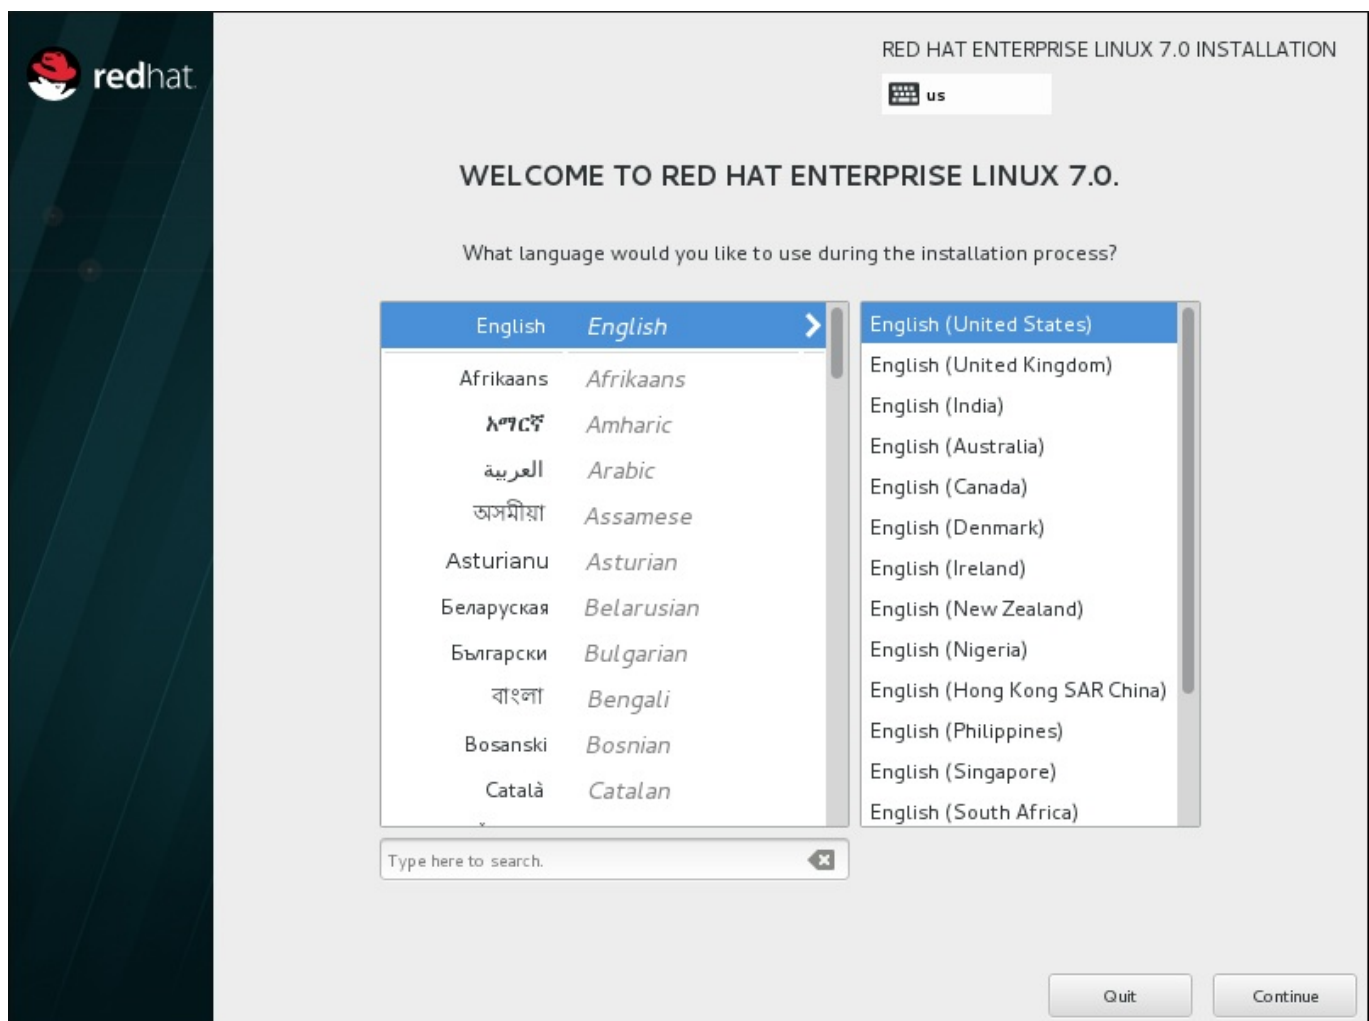 redhat.
RED HAT ENTERPRISE LINUX 7.0 INSTALLATION
us
WELCOME TO RED HAT ENTERPRISE LINUX 7.0.
What language would you like to use during the installation process?
English English
Afrikaans Afrikaans
አማርኛ Amharic
العربية Arabic
অসমীয়া Assamese
Asturianu Asturian
Беларуская Belarusian
Български Bulgarian
বাংলা Bengali
Bosanski Bosnian
Català Catalan
English (United States)
English (United Kingdom)
English (India)
English (Australia)
English (Canada)
English (Denmark)
English (Ireland)
English (New Zealand)
English (Nigeria)
English (Hong Kong SAR China)
English (Philippines)
English (Singapore)
English (South Africa)
Type here to search.
Quit Continue